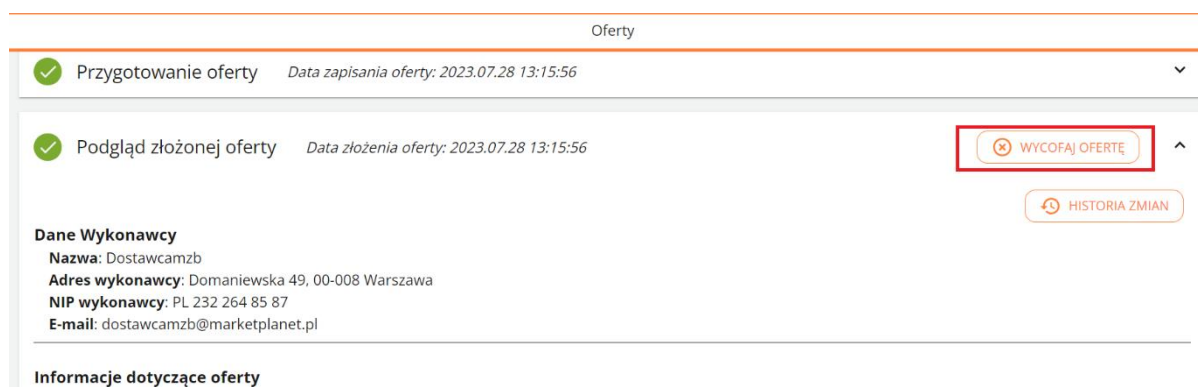 Oferty
Przygotowanie oferty Data zapisania oferty: 2023.07.28 13:15:56
Podgląd złożonej oferty Data złożenia oferty: 2023.07.28 13:15:56 WYCOFAJ OFERTĘ
HISTORIA ZMIAN
Dane Wykonawcy
Nazwa: Dostawcamzb
Adres wykonawcy: Domaniewska 49, 00-008 Warszawa
NIP wykonawcy: PL 232 264 85 87
E-mail: dostawcamzb@marketplanet.pl
Informacje dotyczące oferty